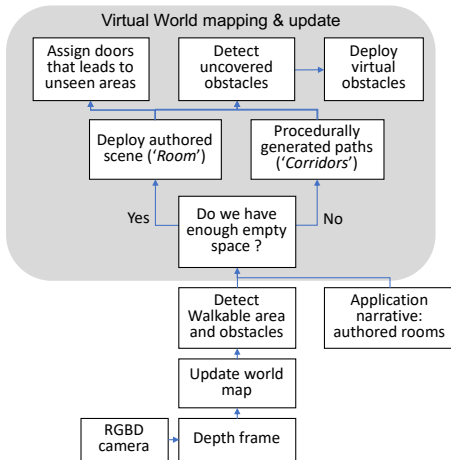 Virtual World mapping & update
Assign doors
that leads to
unseen areas
Detect
uncovered
obstacles
Deploy
virtual
obstacles
Deploy authored
scene (‘Room’)
Procedurally
generated paths
(‘Corridors’)
Yes
Do we have
enough empty
space ?
No
Detect
Walkable area
and obstacles
Application
narrative:
authored rooms
Update world
map
RGBD
camera
Depth frame